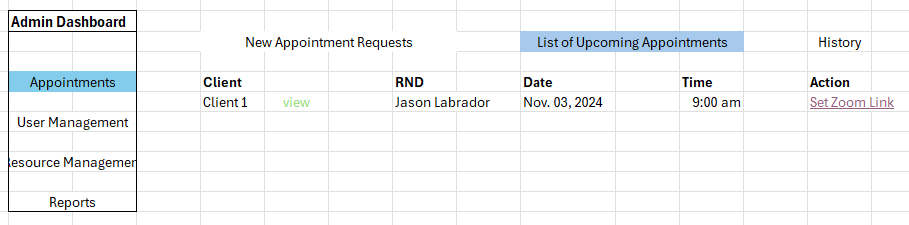 Admin Dashboard
New Appointment Requests List of Upcoming Appointments History
Appointments Client RND Date Time Action
Client 1 view Jason Labrador Nov. 03, 2024 9:00 am Set Zoom Link
User Management
Resource Managemen
Reports